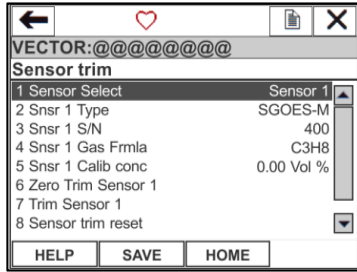 VECTOR:@@@@@@@@
Sensor trim
1 Sensor Select Sensor 1
2 Snsr 1 Type SGOES-M
3 Snsr 1 S/N 400
4 Snsr 1 Gas Frmla C3H8
5 Snsr 1 Calib conc 0.00 Vol %
6 Zero Trim Sensor 1
7 Trim Sensor 1
8 Sensor trim reset
HELP SAVE HOME